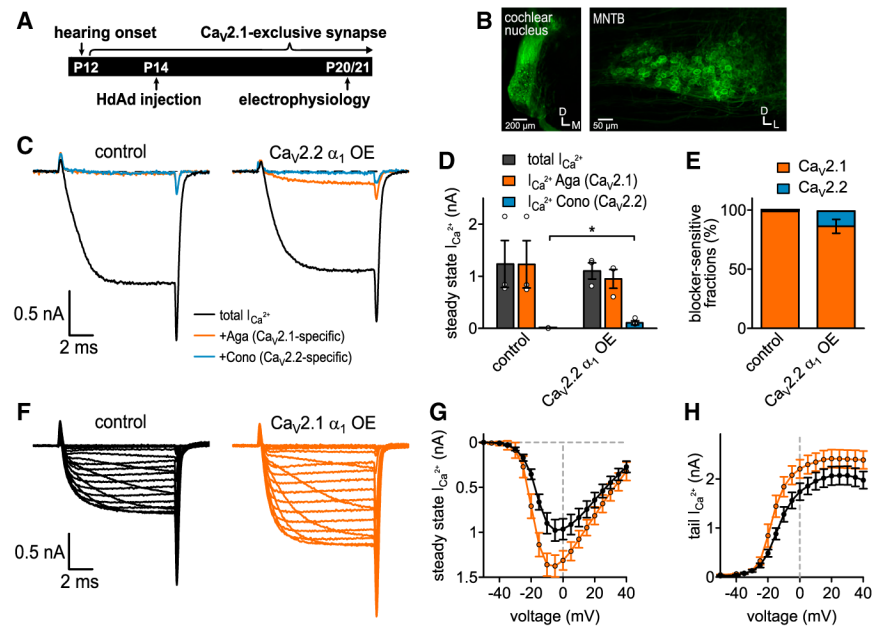 A
hearing onset
CaV2.1-exclusive synapse
P12
P14
P20/21
HdAd injection
electrophysiology
B
cochlear
nucleus
D
M
200 µm
MNTB
D
L
50 µm
C
control
CaV2.2 α1 OE
0.5 nA
2 ms
total ICa2+
+Aga (CaV2.1-specific)
+Cono (CaV2.2-specific)
D
total ICa2+
ICa2+ Aga (CaV2.1)
ICa2+ Cono (CaV2.2)
steady state ICa2+ (nA)
2
1
0
*
control
CaV2.2 α1 OE
E
CaV2.1
CaV2.2
blocker-sensitive
fractions (%)
100
50
0
control
CaV2.2 α1 OE
F
control
CaV2.1 α1 OE
0.5 nA
2 ms
G
steady state ICa2+ (nA)
0
0.5
1
1.5
-40 -20 0 20 40
voltage (mV)
H
tail ICa2+ (nA)
2
1
0
-40 -20 0 20 40
voltage (mV)